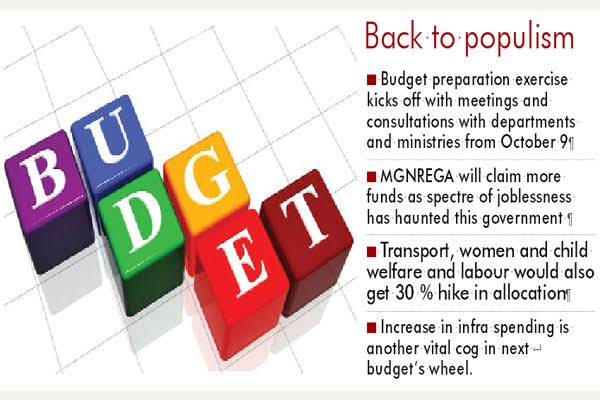 BUDGET
Back to populism
■ Budget preparation exercise
kicks off with meetings and
consultations with departments
and ministries from October 9¶
■ MGNREGA will claim more
funds as spectre of joblessness
has haunted this government ¶
■ Transport, women and child
welfare and labour would also
get 30 % hike in allocation¶
■ Increase in infra spending is
another vital cog in next ↵
budget's wheel.